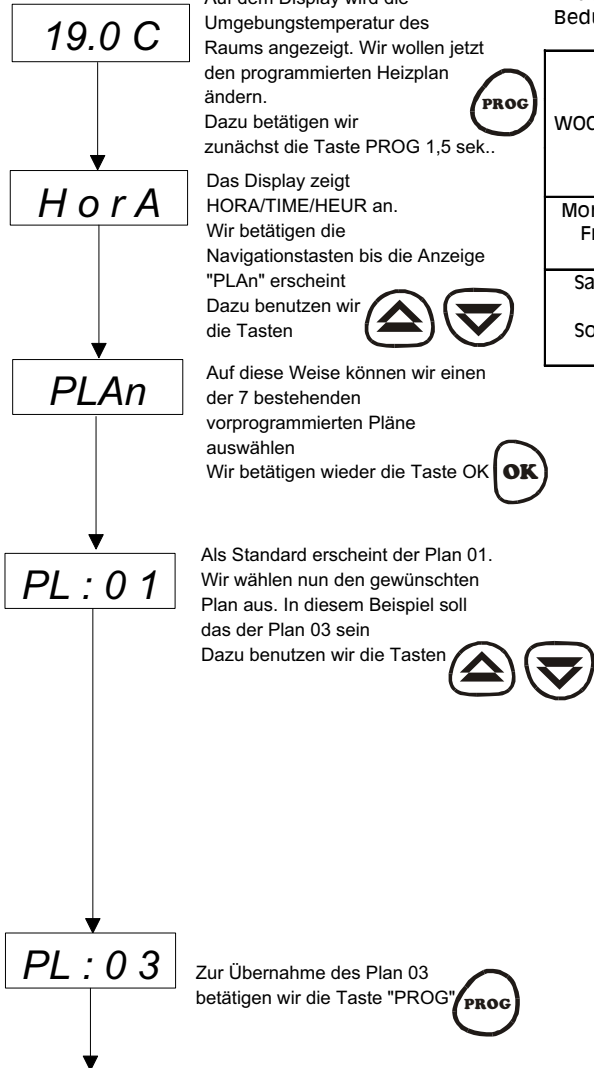 19.0 C
Umgebungstemperatur des
Raums angezeigt. Wir wollen jetzt
den programmierten Heizplan
ändern.
Dazu betätigen wir
zunächst die Taste PROG 1,5 sek..
PROG
H o r A
Das Display zeigt
HORA/TIME/HEUR an.
Wir betätigen die
Navigationstasten bis die Anzeige
"PLAn" erscheint
Dazu benutzen wir
die Tasten
PLAn
Auf diese Weise können wir einen
der 7 bestehenden
vorprogrammierten Pläne
auswählen
Wir betätigen wieder die Taste OK
OK
PL : 0 1
Als Standard erscheint der Plan 01.
Wir wählen nun den gewünschten
Plan aus. In diesem Beispiel soll
das der Plan 03 sein
Dazu benutzen wir die Tasten
PL : 0 3
Zur Übernahme des Plan 03
betätigen wir die Taste "PROG"
PROG